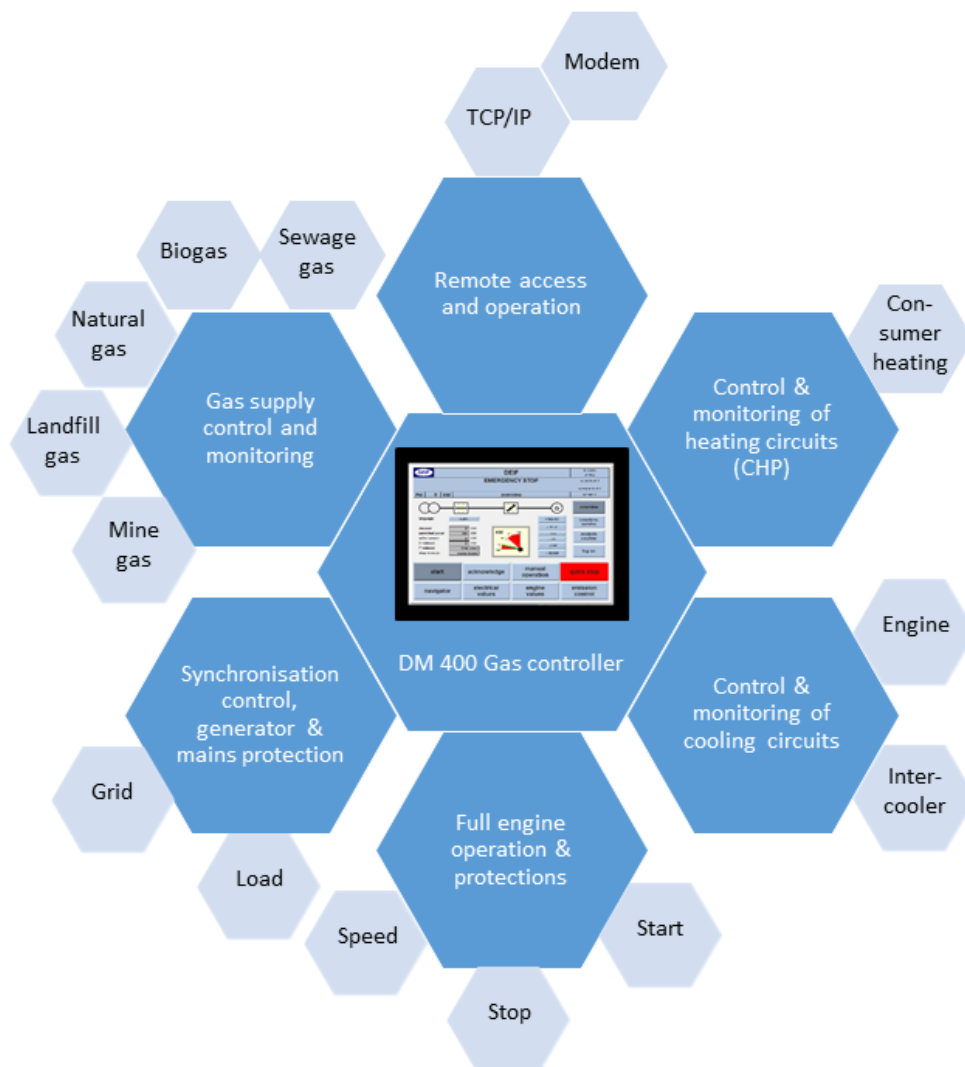 Modem
TCP/IP
Remote access
and operation
Sewage
gas
Biogas
Natural
gas
Landfill
gas
Mine
gas
Gas supply
control and
monitoring
Con-
sumer
heating
Control &
monitoring of
heating circuits
(CHP)
DEIF
EMERGENCY STOP
start
acknowledge
manual
operation
navigator
electrical
values
engine
values
emission
control
DM 400 Gas controller
Engine
Control &
monitoring of
cooling circuits
Inter-
cooler
Synchronisation
control,
generator &
mains protection
Grid
Load
Full engine
operation &
protections
Speed
Stop
Start